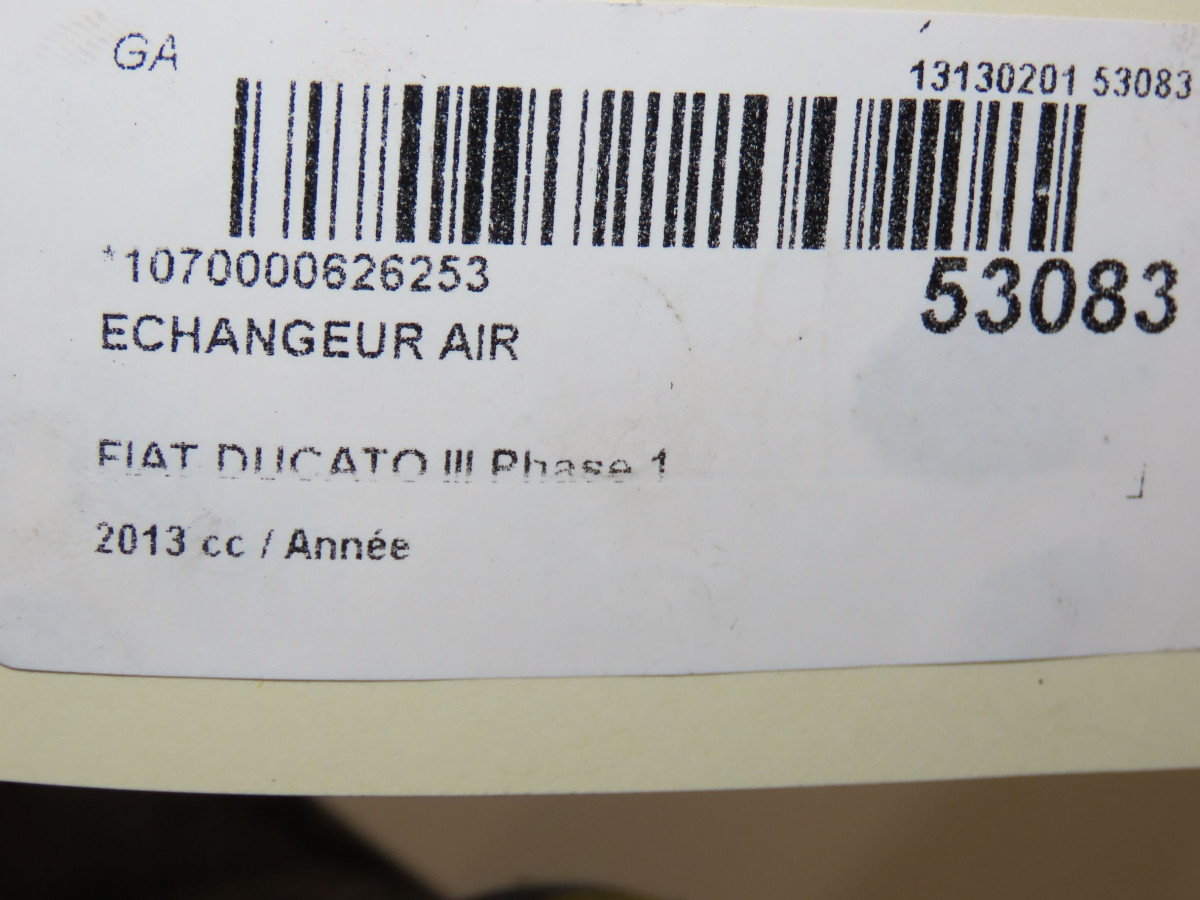 GA
13130201 53083
*1070000626253
53083
ECHANGEUR AIR
FIAT DUCATO III Phase 1
2013 cc / Année